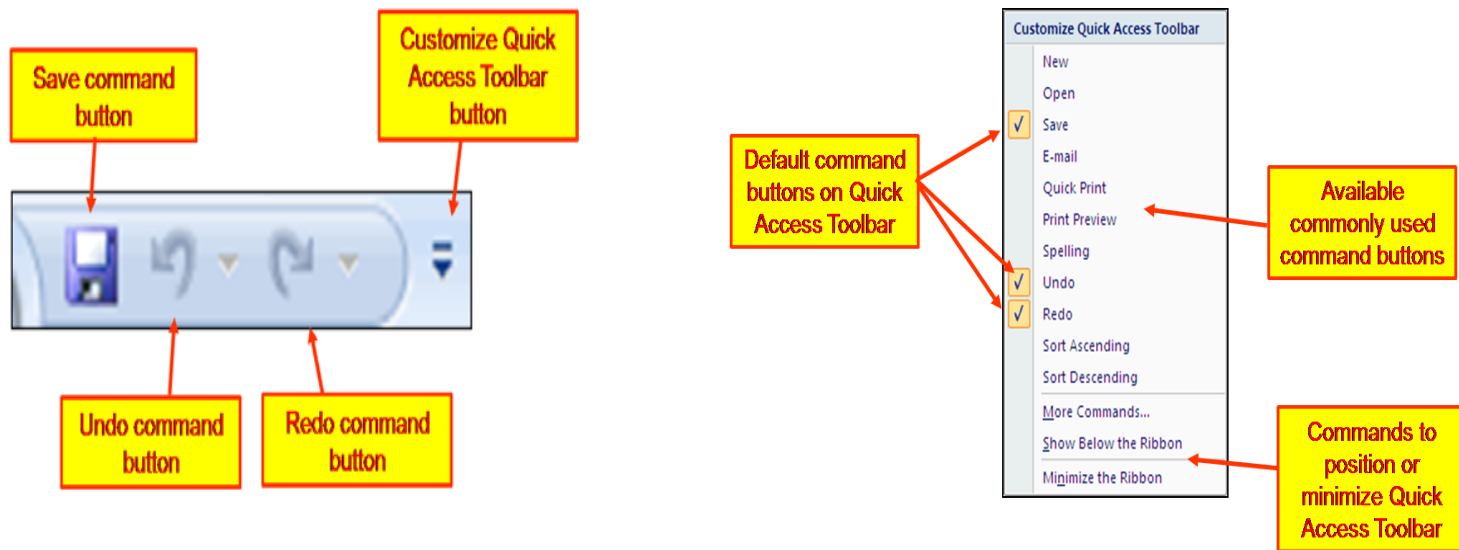 Save command
button
Customize Quick
Access Toolbar
button
Undo command
button
Redo command
button
Default command
buttons on Quick
Access Toolbar
Customize Quick Access Toolbar
New
Open
Save
E-mail
Quick Print
Print Preview
Spelling
Undo
Redo
Sort Ascending
Sort Descending
More Commands...
Show Below the Ribbon
Minimize the Ribbon
Available
commonly used
command buttons
Commands to
position or
minimize Quick
Access Toolbar